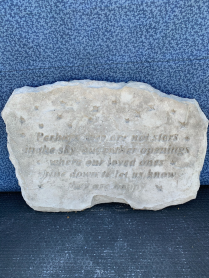 Perhaps they are not stars
in the sky, but rather openings
where our loved ones
shine down to let us know
they are happy.